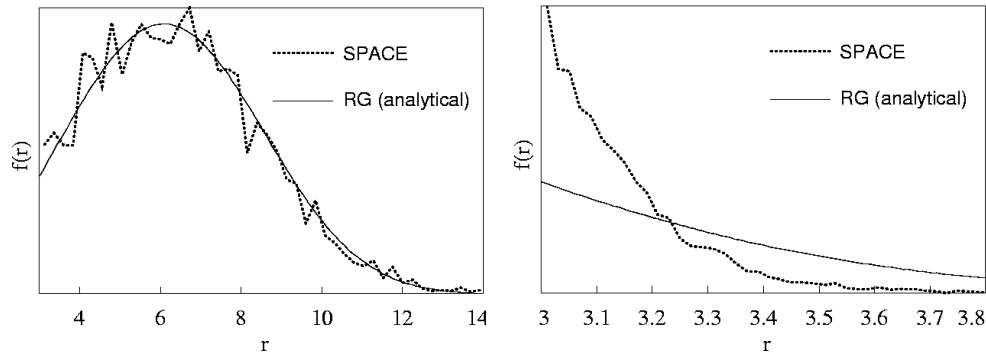 f(r)
SPACE
RG (analytical)
4 6 8 10 12 14
r
f(r)
SPACE
RG (analytical)
3 3.1 3.2 3.3 3.4 3.5 3.6 3.7 3.8
r